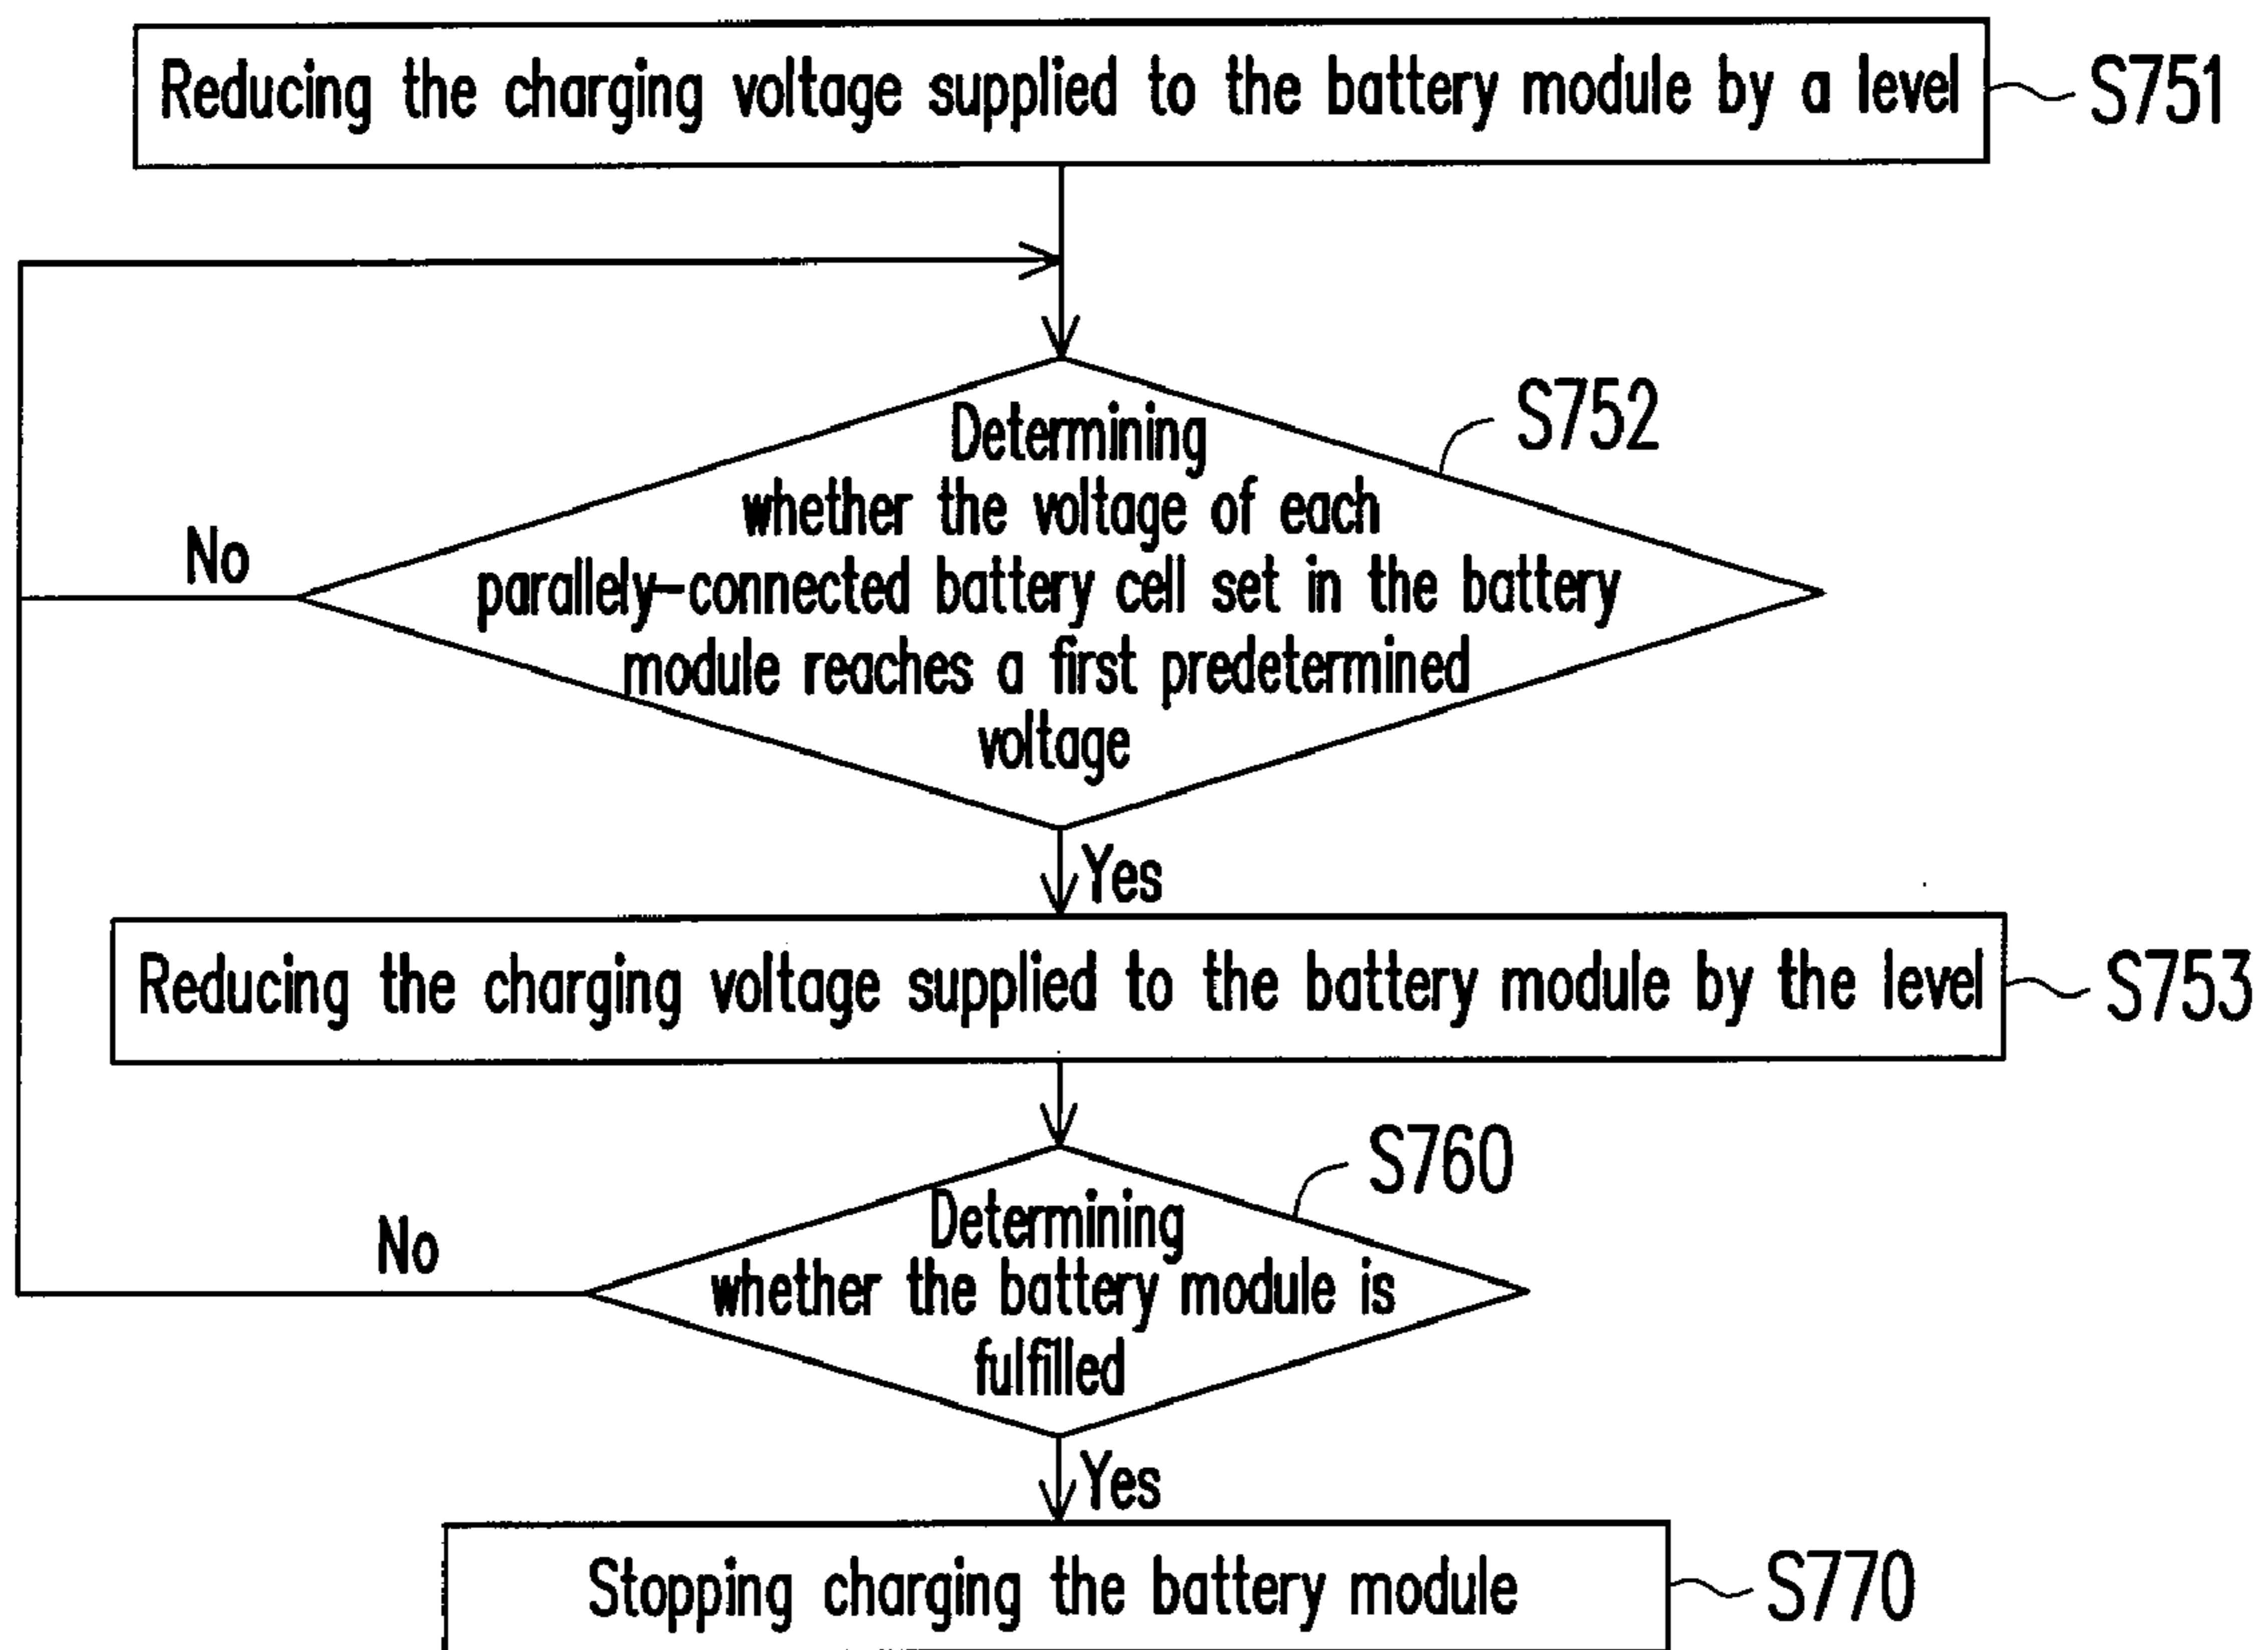 Reducing the charging voltage supplied to the battery module by a level
S751
S752
Determining
whether the voltage of each
parallely-connected battery cell set in the battery
module reaches a first predetermined
voltage
No
Yes
Reducing the charging voltage supplied to the battery module by the level
S753
S760
Determining
whether the battery module is
fulfilled
No
Yes
Stopping charging the battery module
S770